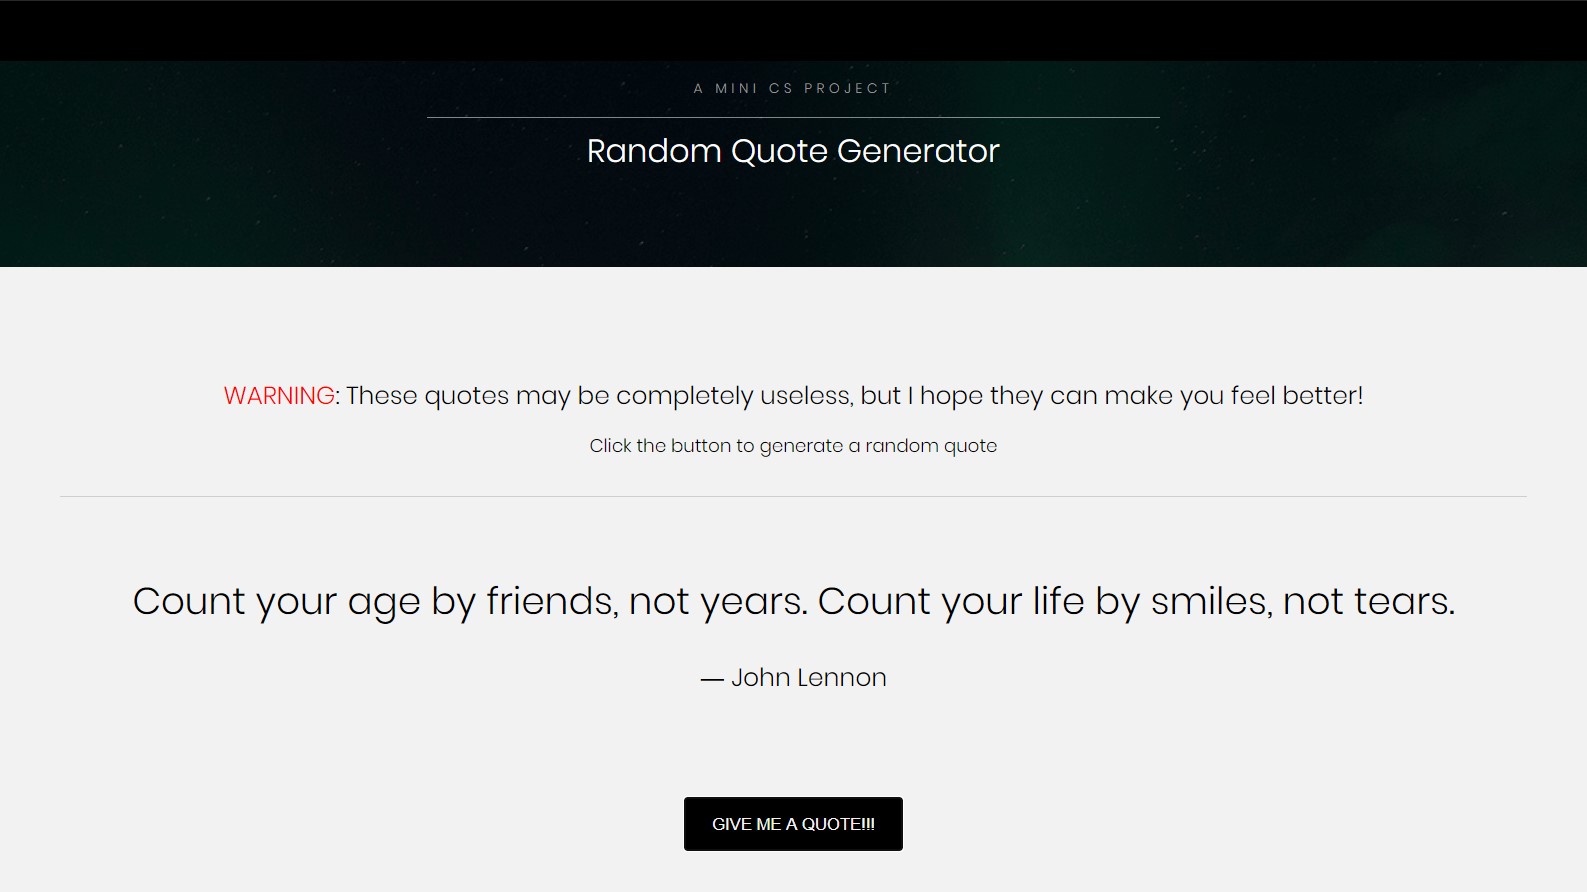 A MINI CS PROJECT
Random Quote Generator
WARNING: These quotes may be completely useless, but I hope they can make you feel better!
Click the button to generate a random quote
Count your age by friends, not years. Count your life by smiles, not tears.
— John Lennon
GIVE ME A QUOTE!!!